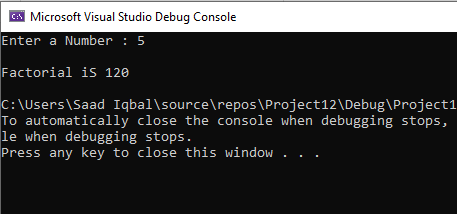 Microsoft Visual Studio Debug Console
Enter a Number : 5
Factorial iS 120
C:\Users\Saad Iqbal\source\repos\Project12\Debug\Project1
To automatically close the console when debugging stops,
le when debugging stops.
Press any key to close this window . . .